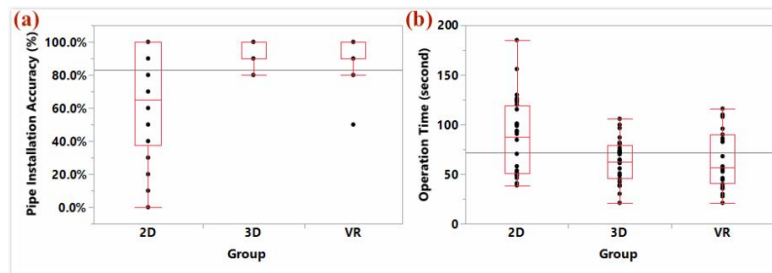 (a)
Pipe Installation Accuracy (%)
100.0%
80.0%
60.0%
40.0%
20.0%
0.0%
2D 3D VR
Group
(b)
Operation Time (second)
200
150
100
50
0
2D 3D VR
Group